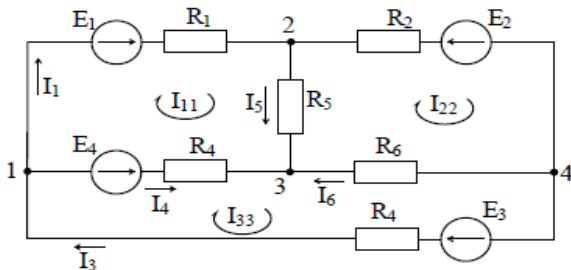 E1 R1 2 R2 E2
I1 I11 I5 R5 I22
E4 R4
1 3 R6 4
I4 I6
I33 R4 E3
I3